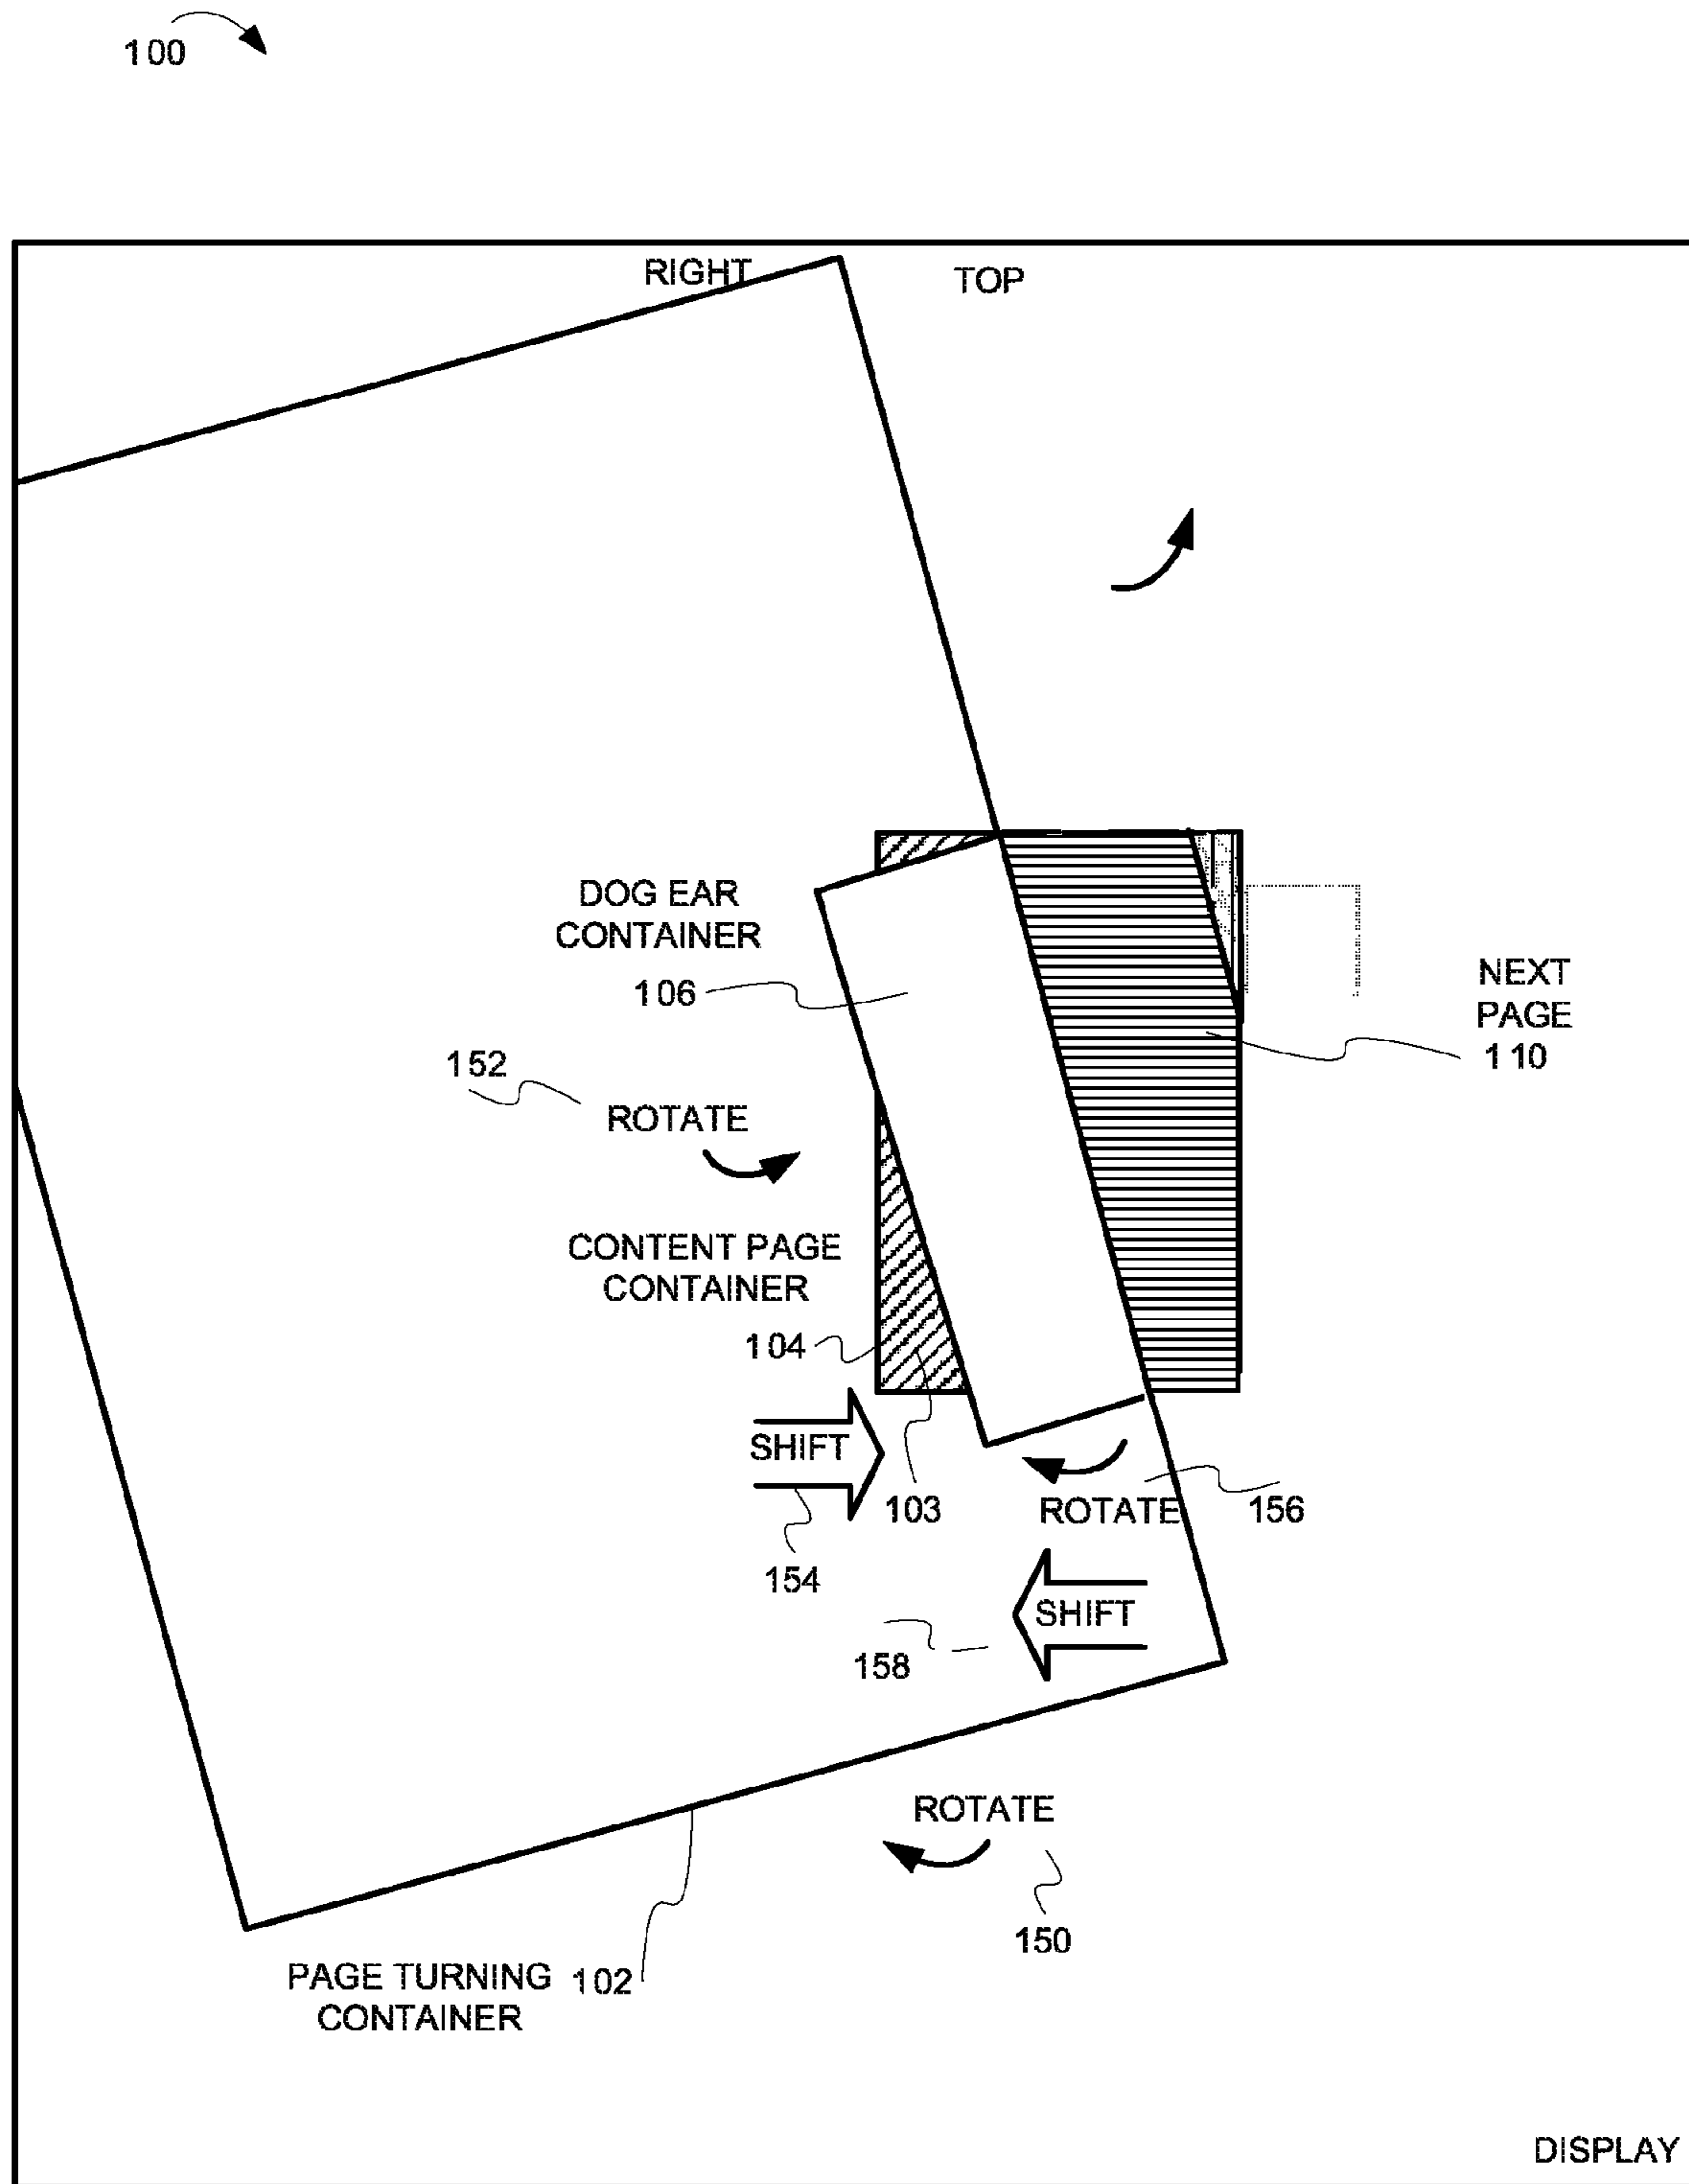 100
RIGHT
TOP
DOG EAR
CONTAINER
106
NEXT
PAGE
110
152
ROTATE
CONTENT PAGE
CONTAINER
104
SHIFT
103
ROTATE
156
154
SHIFT
158
ROTATE
150
PAGE TURNING 102
CONTAINER
DISPLAY